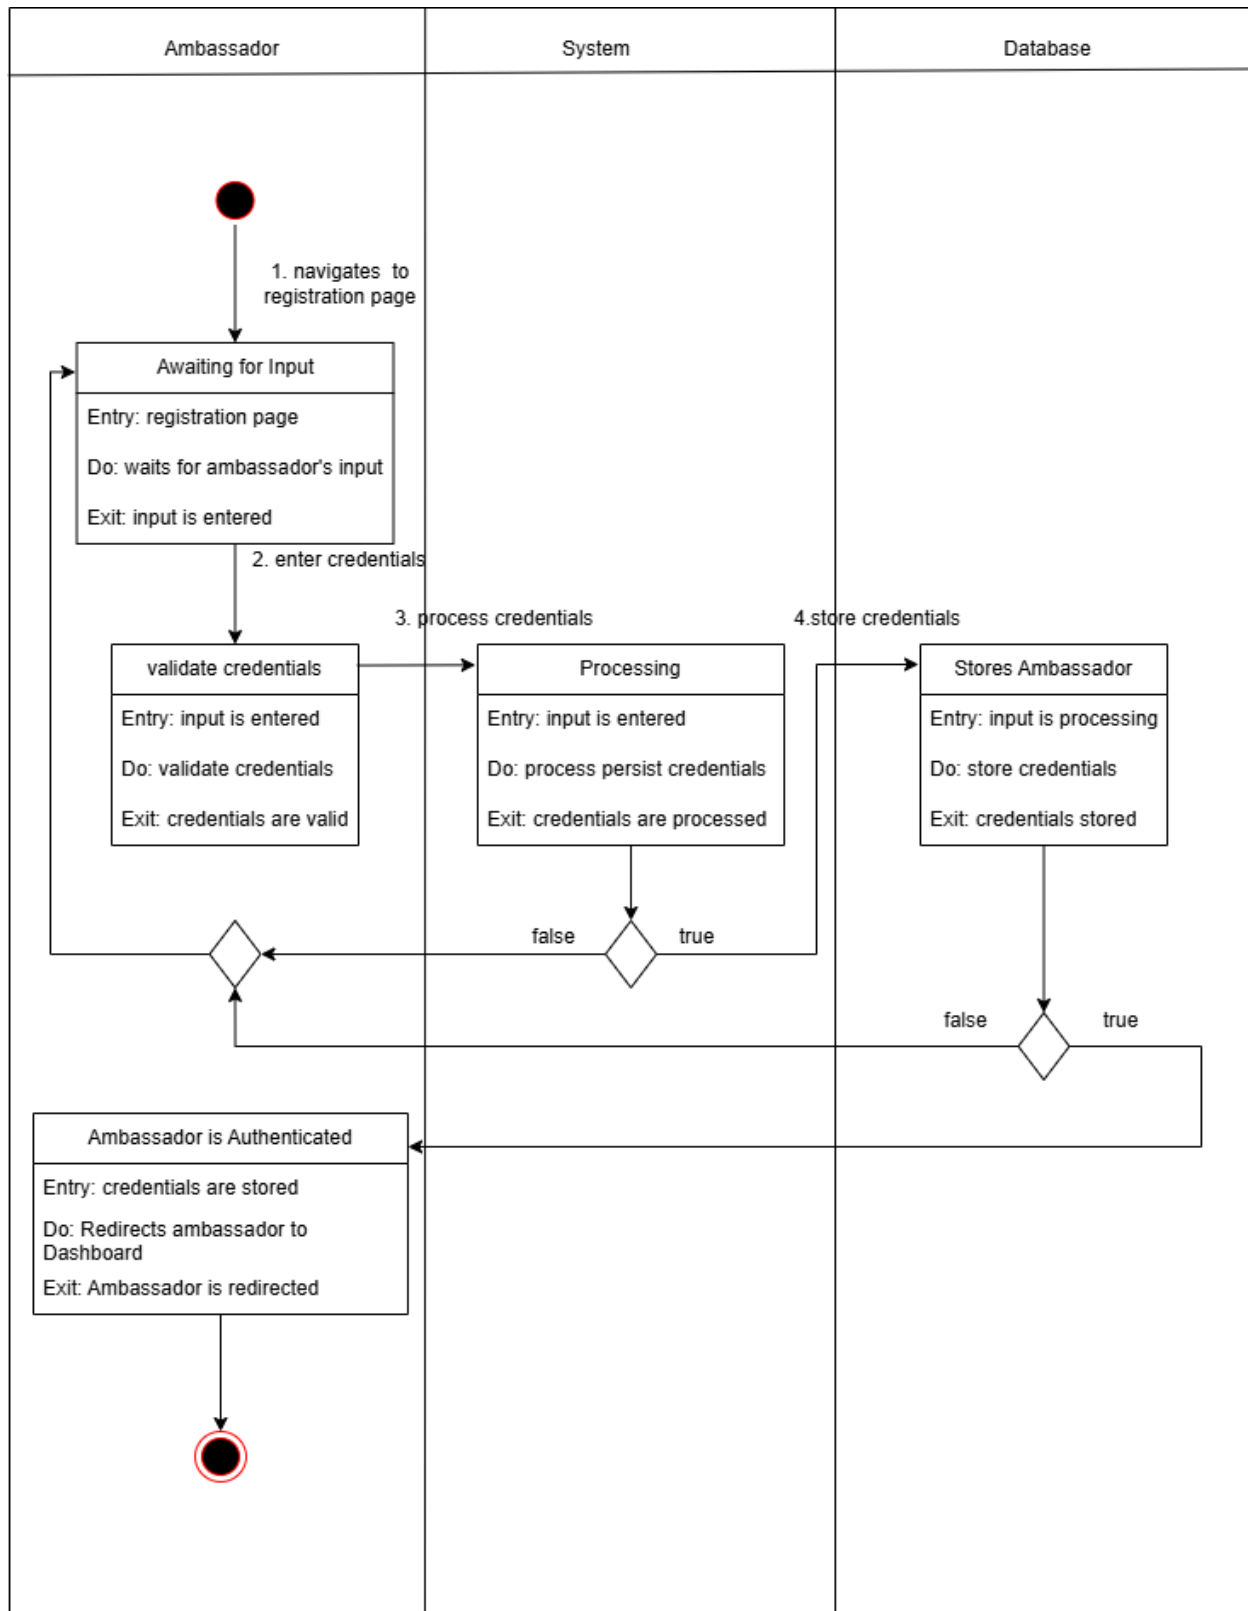 Ambassador
System
Database
1. navigates to
registration page
Awaiting for Input
Entry: registration page
Do: waits for ambassador's input
Exit: input is entered
2. enter credentials
3. process credentials
4.store credentials
validate credentials
Entry: input is entered
Do: validate credentials
Exit: credentials are valid
Processing
Entry: input is entered
Do: process persist credentials
Exit: credentials are processed
Stores Ambassador
Entry: input is processing
Do: store credentials
Exit: credentials stored
false
true
false
true
Ambassador is Authenticated
Entry: credentials are stored
Do: Redirects ambassador to
Dashboard
Exit: Ambassador is redirected